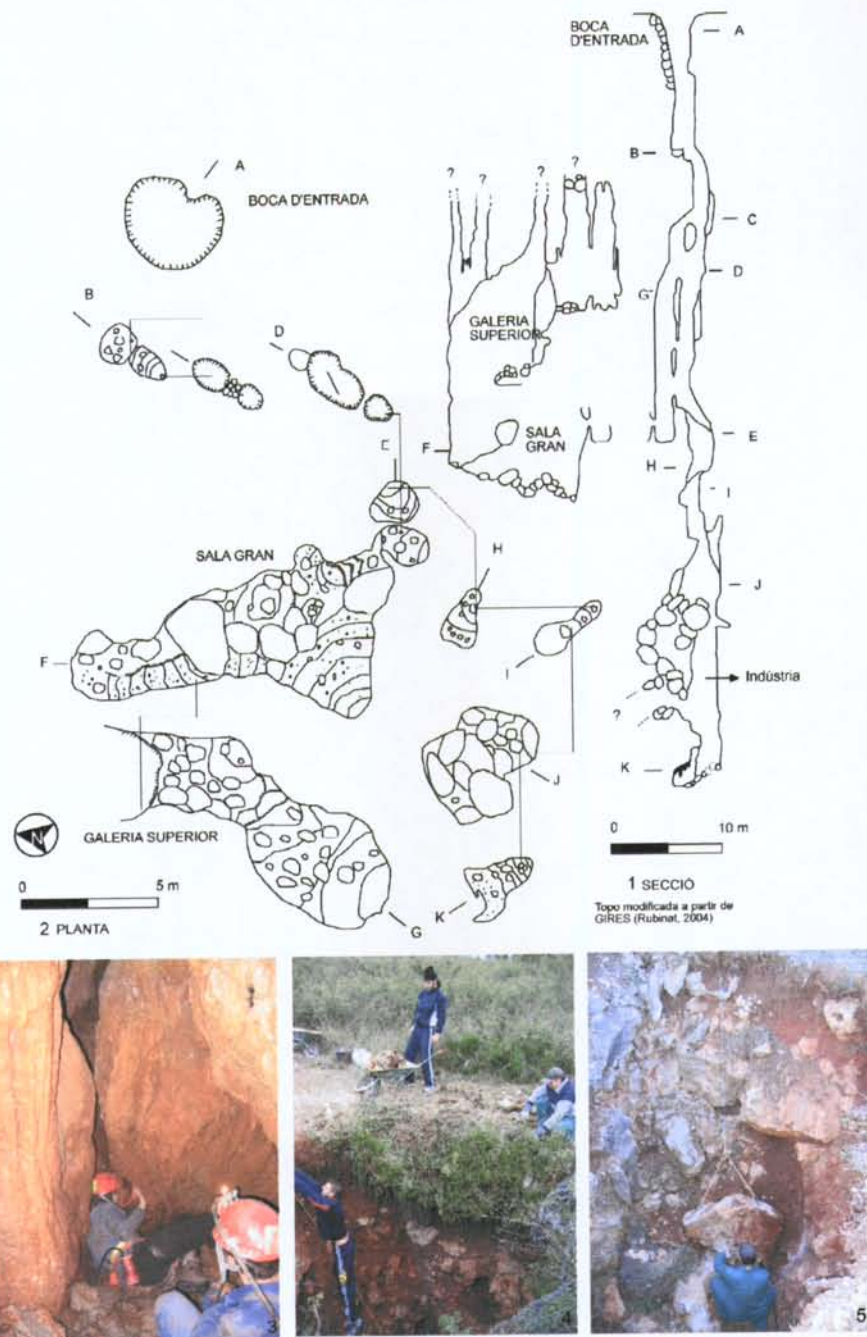 BOCA
D'ENTRADA
A
B
C
D
G'
E
H
I
J
Indústria
?
K
0 10 m
1 SECCIÓ
Topo modificada a partir de
GIRES (Rubinat, 2004)
? ? ? ?
GALERIA
SUPERIOR
SALA
GRAN
F
A
BOCA D'ENTRADA
B
D
E
SALA GRAN
H
F
I
J
GALERIA SUPERIOR
K
G
N
0 5 m
2 PLANTA
3
4
5